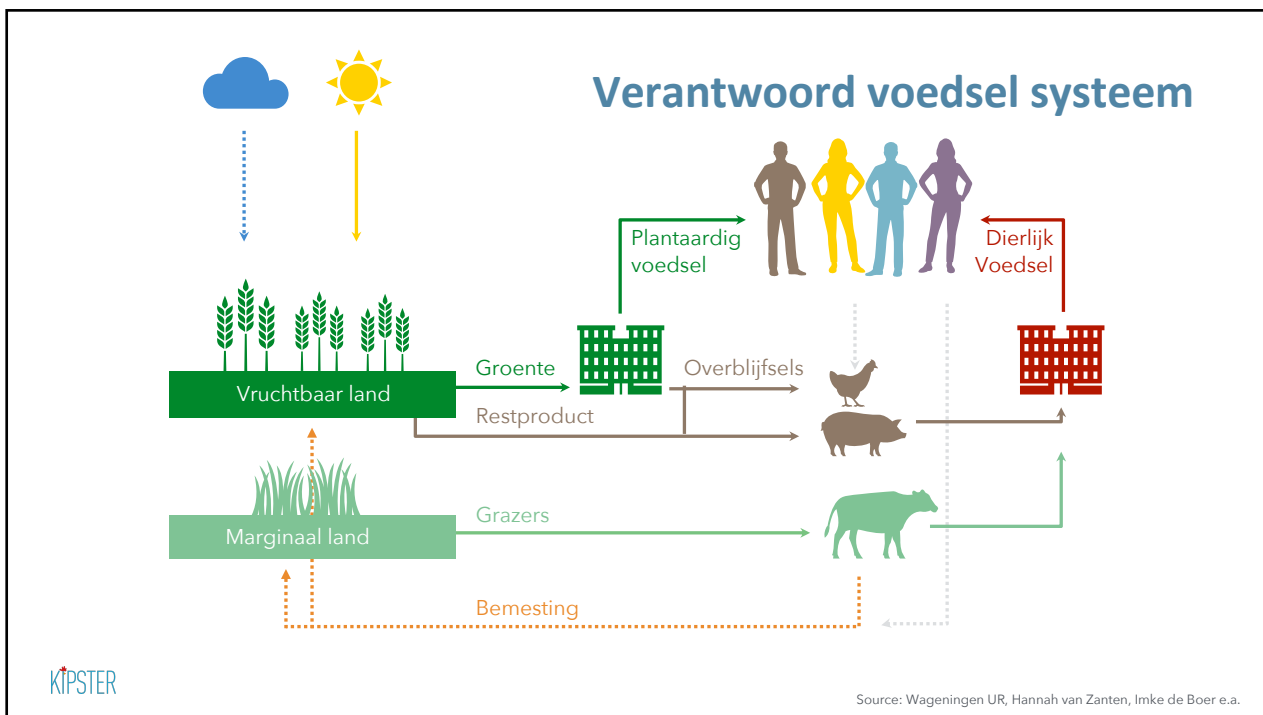 Verantwoord voedsel systeem
Plantaardig
voedsel
Dierlijk
Voedsel
Groente
Overblijfsels
Vruchtbaar land
Restproduct
Grazers
Marginaal land
Bemesting
KIPSTER
Source: Wageningen UR, Hannah van Zanten, Imke de Boer e.a.